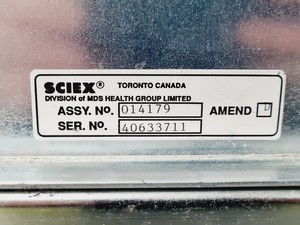 SCIEX® TORONTO CANADA
DIVISION of MDS HEALTH GROUP LIMITED
ASSY. NO. 014179 AMEND D
SER. NO. 40633711